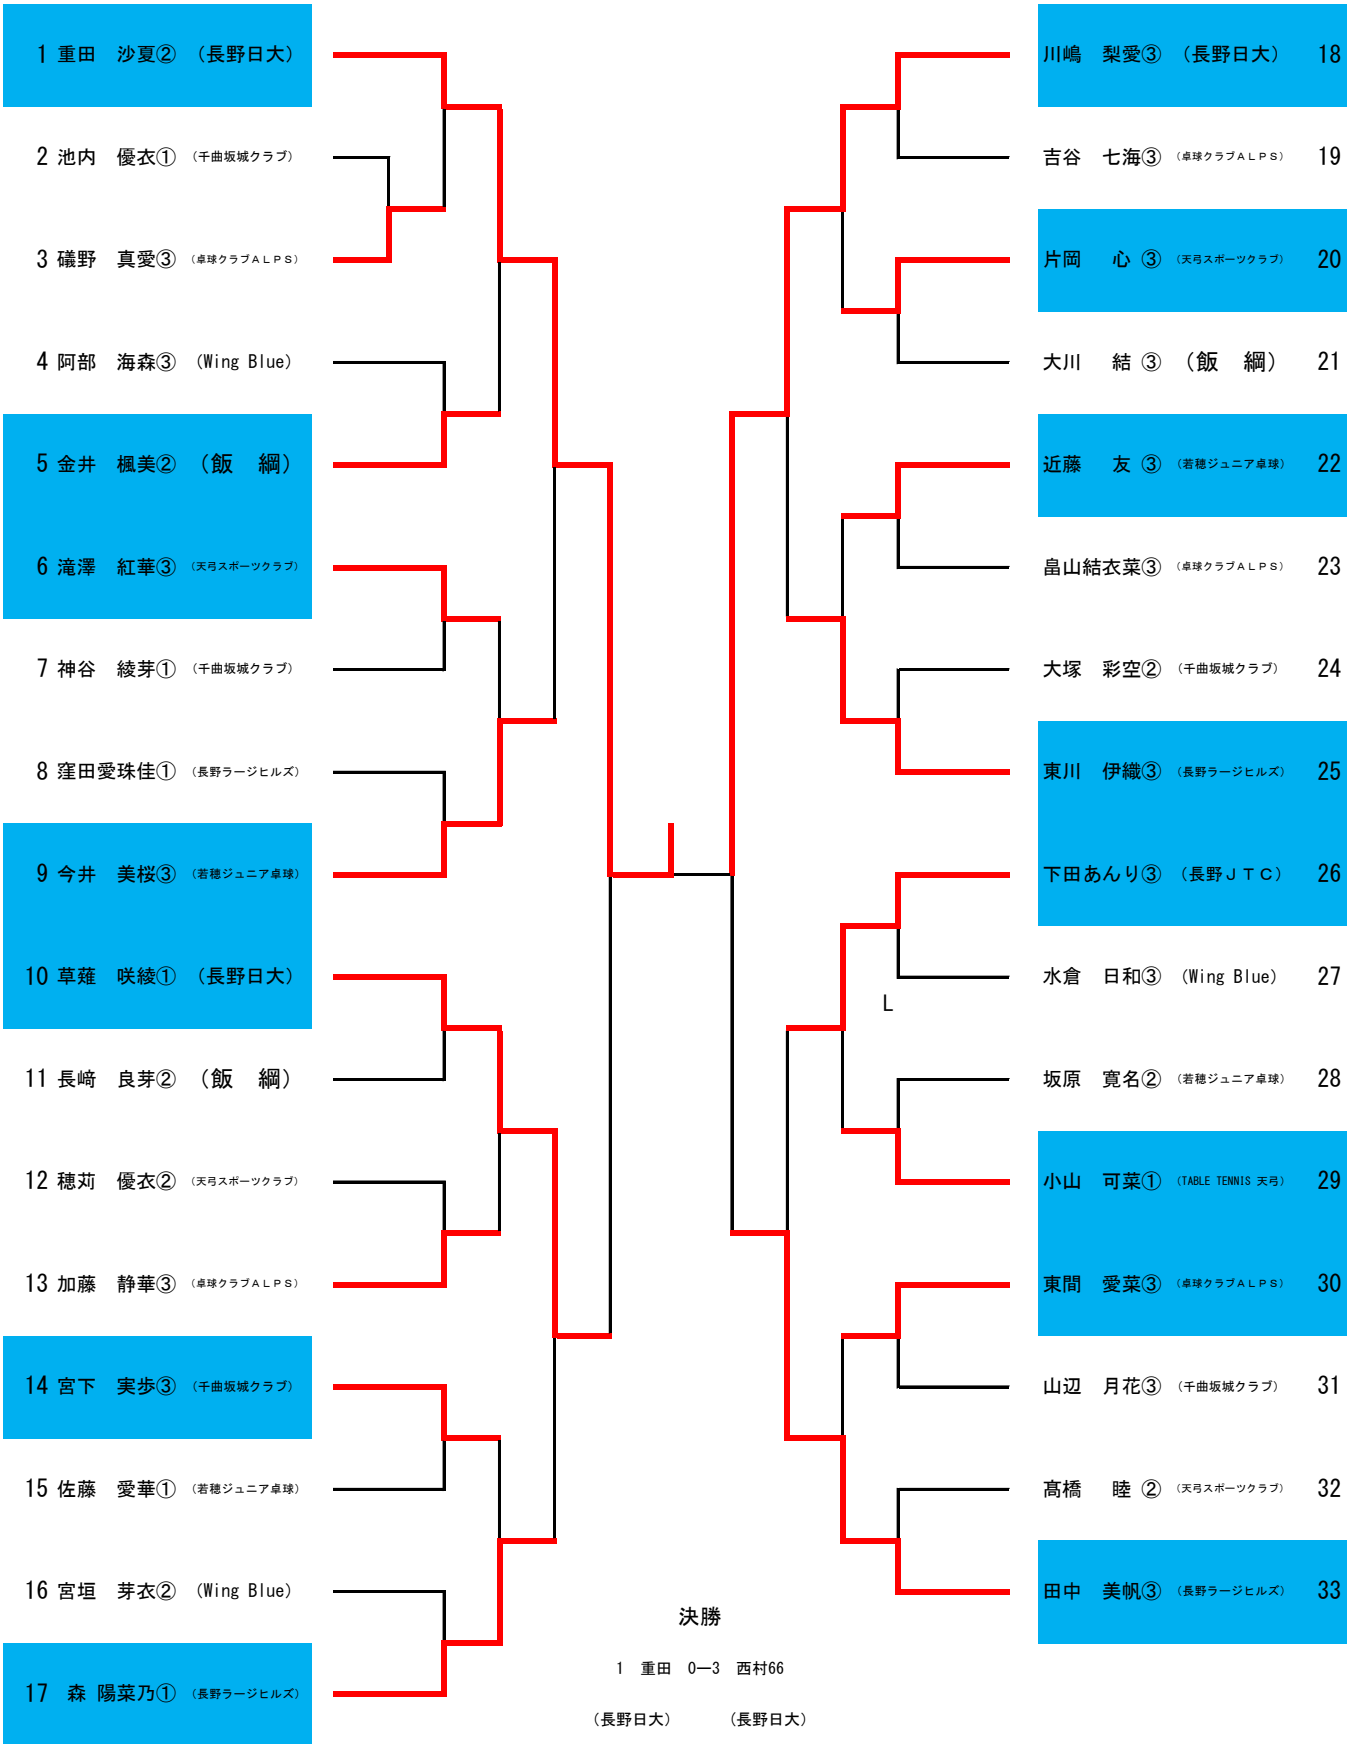 1 重田　沙夏② （長野日大）
2 池内　優衣① （千曲坂城クラブ）
3 礒野　真愛③ （卓球クラブＡＬＰＳ）
4 阿部　海森③ (Wing Blue)
5 金井　楓美② （飯　綱）
6 滝澤　紅華③ （天弓スポーツクラブ）
7 神谷　綾芽① （千曲坂城クラブ）
8 窪田愛珠佳① （長野ラージヒルズ）
9 今井　美桜③ （若穂ジュニア卓球）
10 草薙　咲綾① （長野日大）
11 長﨑　良芽② （飯　綱）
12 穂苅　優衣② （天弓スポーツクラブ）
13 加藤　静華③ （卓球クラブＡＬＰＳ）
14 宮下　実歩③ （千曲坂城クラブ）
15 佐藤　愛華① （若穂ジュニア卓球）
16 宮垣　芽衣② (Wing Blue)
17 森 陽菜乃① （長野ラージヒルズ）
川嶋　梨愛③ （長野日大） 18
吉谷　七海③ （卓球クラブＡＬＰＳ） 19
片岡　心 ③ （天弓スポーツクラブ） 20
大川　結 ③ （飯　綱） 21
近藤　友 ③ （若穂ジュニア卓球） 22
畠山結衣菜③ （卓球クラブＡＬＰＳ） 23
大塚　彩空② （千曲坂城クラブ） 24
東川　伊織③ （長野ラージヒルズ） 25
下田あんり③ （長野ＪＴＣ） 26
水倉　日和③ (Wing Blue) 27
L
坂原　寛名② （若穂ジュニア卓球） 28
小山　可菜① （TABLE TENNIS 天弓） 29
東間　愛菜③ （卓球クラブＡＬＰＳ） 30
山辺　月花③ （千曲坂城クラブ） 31
髙橋　睦 ② （天弓スポーツクラブ） 32
田中　美帆③ （長野ラージヒルズ） 33
決勝
1　重田　0―3　西村66
（長野日大）　　（長野日大）